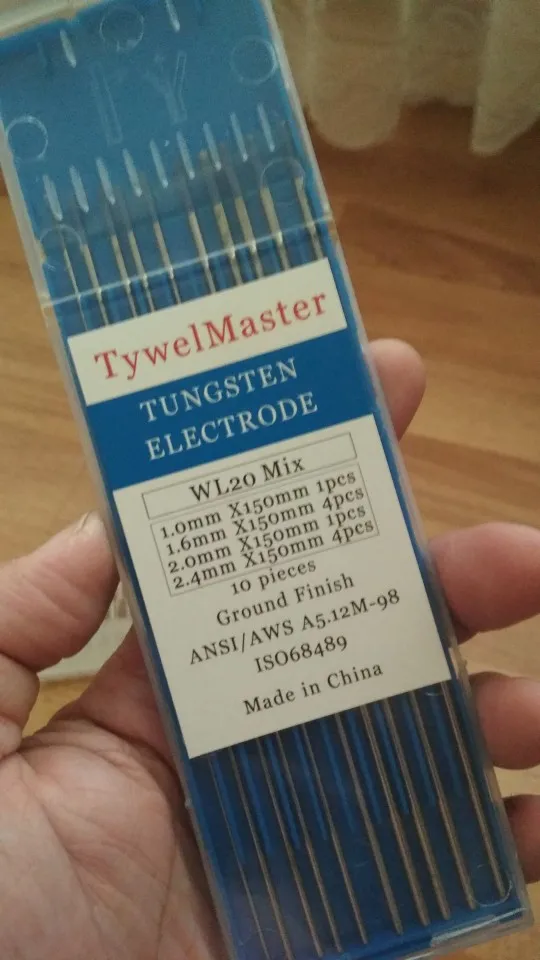 TY
TywelMaster
TUNGSTEN
ELECTRODE
WL20 Mix
1.0mm X150mm 1pcs
1.6mm X150mm 4pcs
2.0mm X150mm 1pcs
2.4mm X150mm 4pcs
10 pieces
Ground Finish
ANSI/AWS A5.12M-98
ISO68489
Made in China